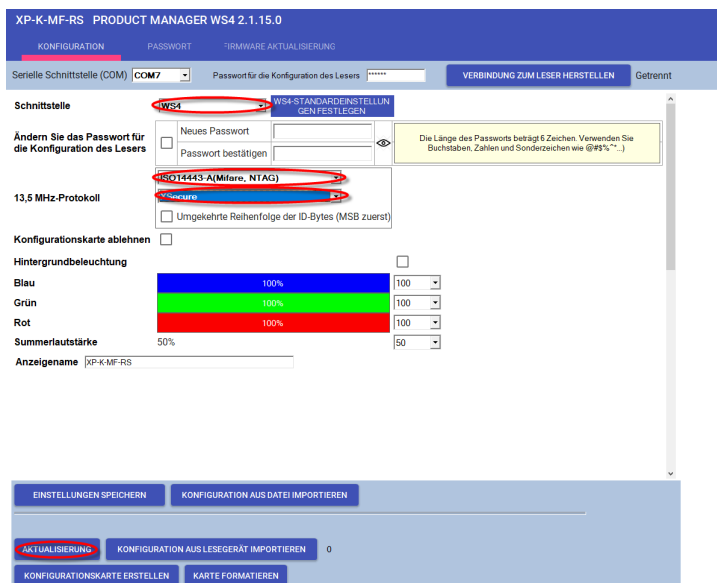 XP-K-MF-RS PRODUCT MANAGER WS4 2.1.15.0
KONFIGURATION PASSWORT FIRMWARE AKTUALISIERUNG
Serielle Schnittstelle (COM) COM7 Passwort für die Konfiguration des Lesers ****** VERBINDUNG ZUM LESER HERSTELLEN Getrennt
Schnittstelle WS4 WS4-STANDARDEINSTELLUN
GEN FESTLEGEN
Ändern Sie das Passwort für
die Konfiguration des Lesers
Neues Passwort
Passwort bestätigen
Die Länge des Passworts beträgt 6 Zeichen. Verwenden Sie
Buchstaben, Zahlen und Sonderzeichen wie @#$%^*...)
13,5 MHz-Protokoll
ISO14443-A(Mifare, NTAG)
XSecure
Umgekehrte Reihenfolge der ID-Bytes (MSB zuerst)
Konfigurationskarte ablehnen
Hintergrundbeleuchtung
Blau 100% 100
Grün 100% 100
Rot 100% 100
Summerlautstärke 50% 50
Anzeigename XP-K-MF-RS
EINSTELLUNGEN SPEICHERN KONFIGURATION AUS DATEI IMPORTIEREN
AKTUALISIERUNG KONFIGURATION AUS LESEGERÄT IMPORTIEREN 0
KONFIGURATIONSKARTE ERSTELLEN KARTE FORMATIEREN